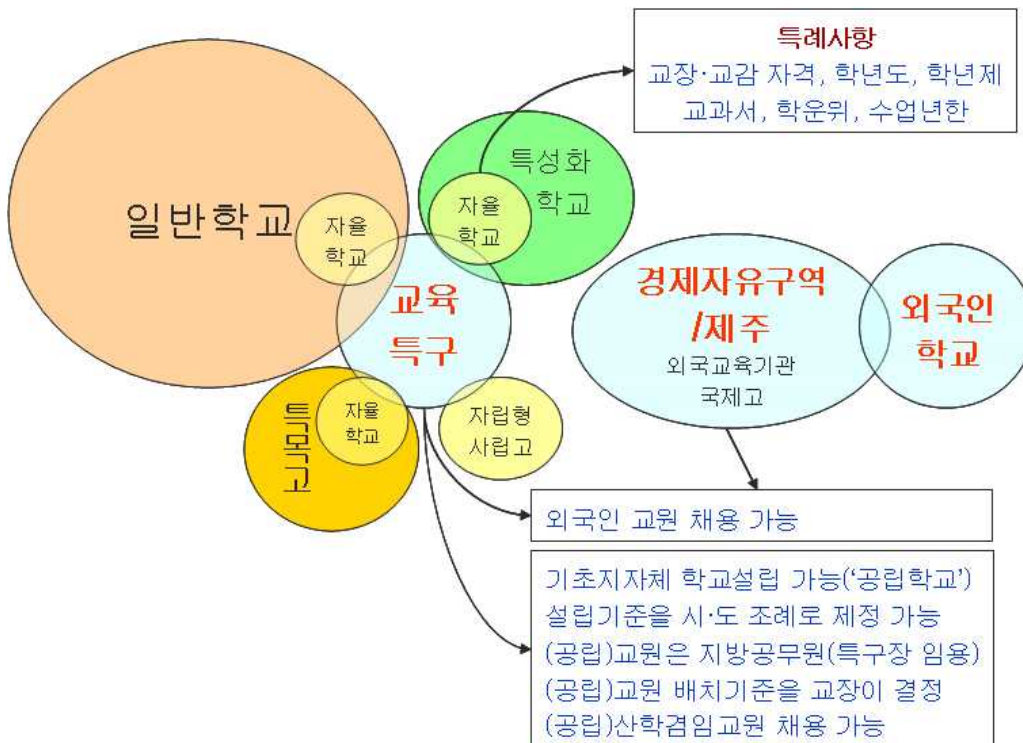 특례사항
교장·교감 자격, 학년도, 학년제
교과서, 학운위, 수업년한
일반학교
자율
학교
특성화
학교
자율
학교
교육
특구
특목고
자율
학교
자립형
사립고
경제자유구역
/제주
외국교육기관
국제고
외국인
학교
외국인 교원 채용 가능
기초지자체 학교설립 가능('공립학교')
설립기준을 시·도 조례로 제정 가능
(공립)교원은 지방공무원(특구장 임용)
(공립)교원 배치기준을 교장이 결정
(공립)산학겸임교원 채용 가능